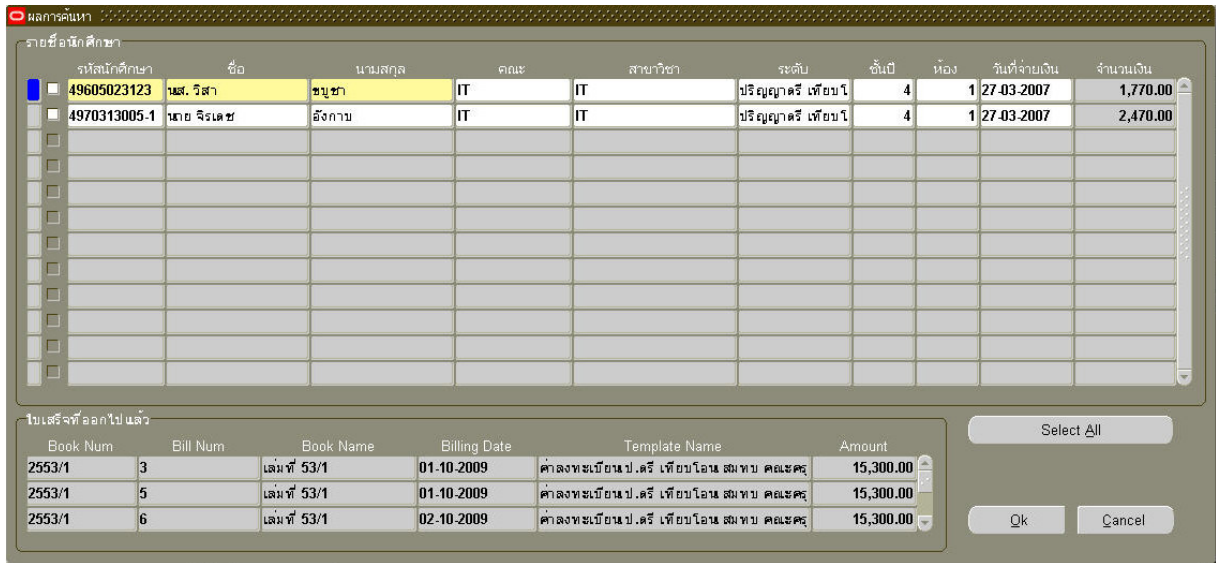 ผลการค้นหา
รายชื่อนักศึกษา
รหัสนักศึกษา ชื่อ นามสกุล คณะ สาขาวิชา ระดับ ชั้นปี ห้อง วันที่จ่ายเงิน จำนวนเงิน
49605023123 นส. วิสา ขบูชา IT IT ปริญญาตรี เทียบโ 4 1 27-03-2007 1,770.00
4970313005-1 นาย จิรเดช อังกาบ IT IT ปริญญาตรี เทียบโ 4 1 27-03-2007 2,470.00
ใบเสร็จที่ออกไปแล้ว
Book Num Bill Num Book Name Billing Date Template Name Amount
2553/1 3 เล่มที่ 53/1 01-10-2009 ค่าลงทะเบียนป.ตรี เทียบโอน สมทบ คณะครุ 15,300.00
2553/1 5 เล่มที่ 53/1 01-10-2009 ค่าลงทะเบียนป.ตรี เทียบโอน สมทบ คณะครุ 15,300.00
2553/1 6 เล่มที่ 53/1 02-10-2009 ค่าลงทะเบียนป.ตรี เทียบโอน สมทบ คณะครุ 15,300.00
Select All
Ok Cancel